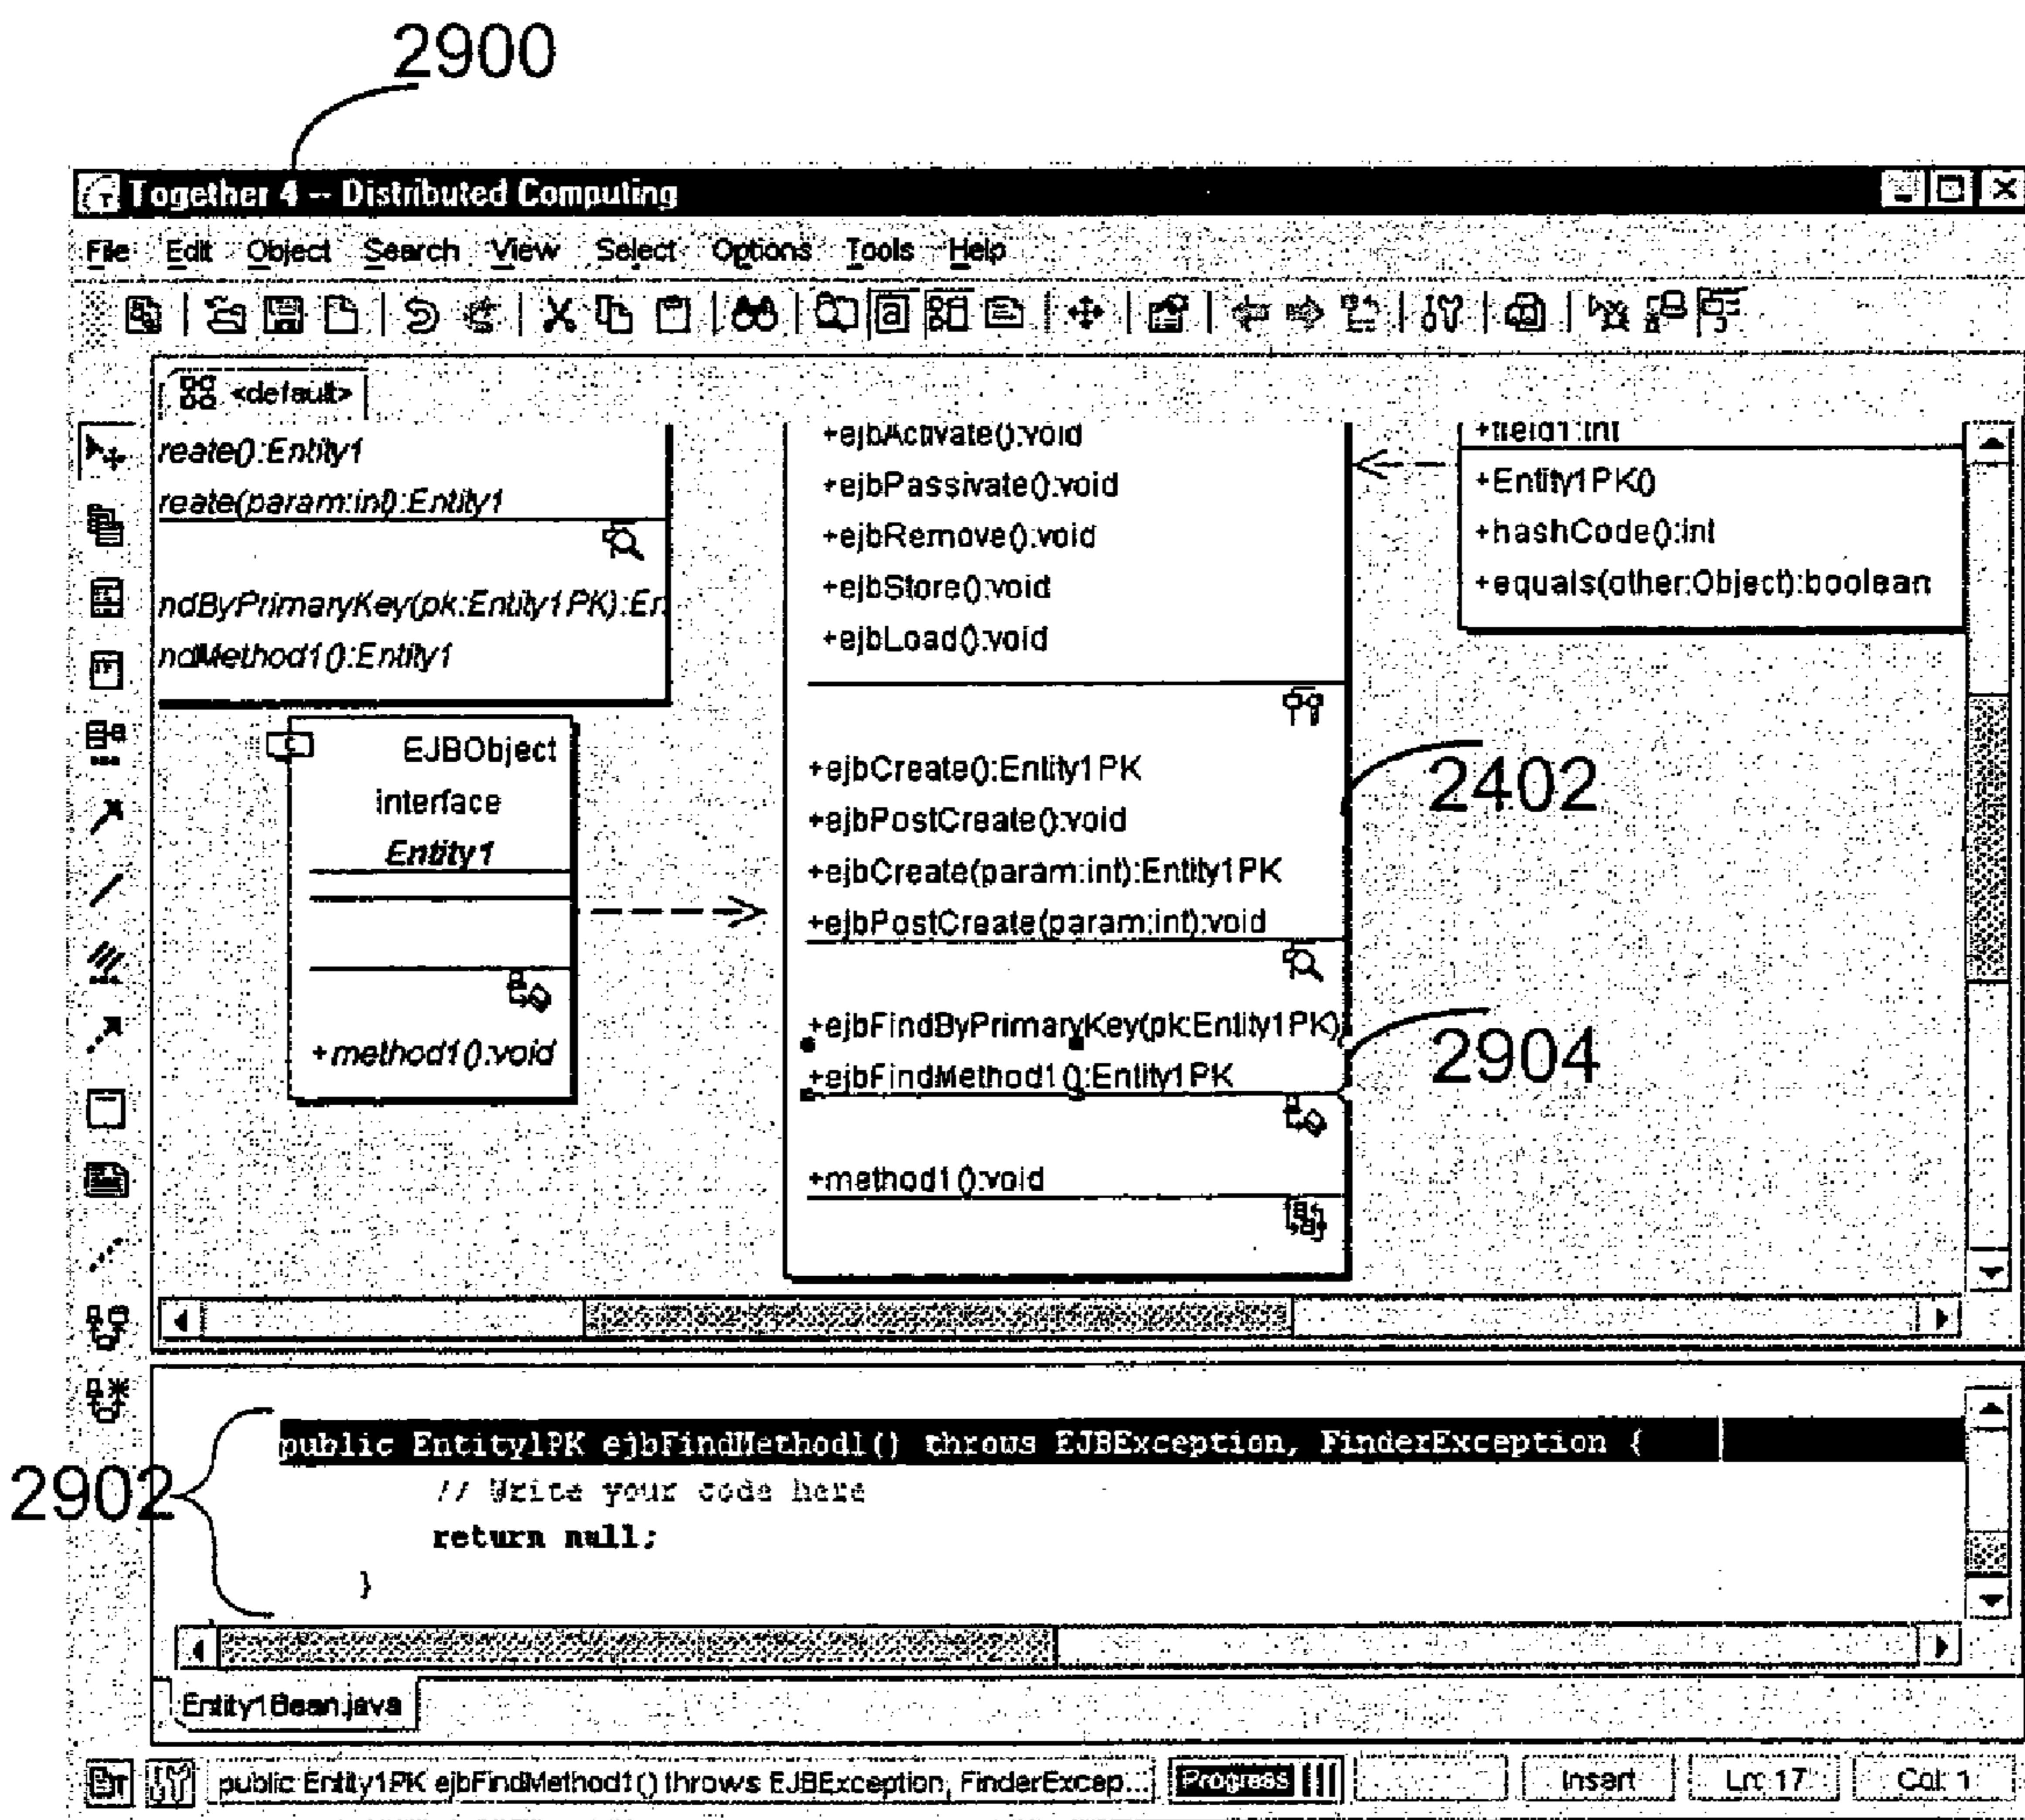 2900
Together 4 -- Distributed Computing
File Edit Object Search View Select Options Tools Help
<default>
reate():Entity1
reate(param:int):Entity1
ndByPrimaryKey(pk:Entity1PK):En
ndMethod1():Entity1
EJBObject
interface
Entity1
+method1():void
+ejbActivate():void
+ejbPassivate():void
+ejbRemove():void
+ejbStore():void
+ejbLoad():void
+ejbCreate():Entity1PK
+ejbPostCreate():void
+ejbCreate(param:int):Entity1PK
+ejbPostCreate(param:int):void
+ejbFindByPrimaryKey(pk:Entity1PK)
+ejbFindMethod1():Entity1PK
+method1():void
+field1:int
+Entity1PK()
+hashCode():int
+equals(other:Object):boolean
2402
2904
2902
public Entity1PK ejbFindMethod1() throws EJBException, FinderException {
// Write your code here
return null;
}
Entity1Bean.java
public Entity1PK ejbFindMethod1() throws EJBException, FinderExcep... Progress Insert Ln: 17 Col: 1